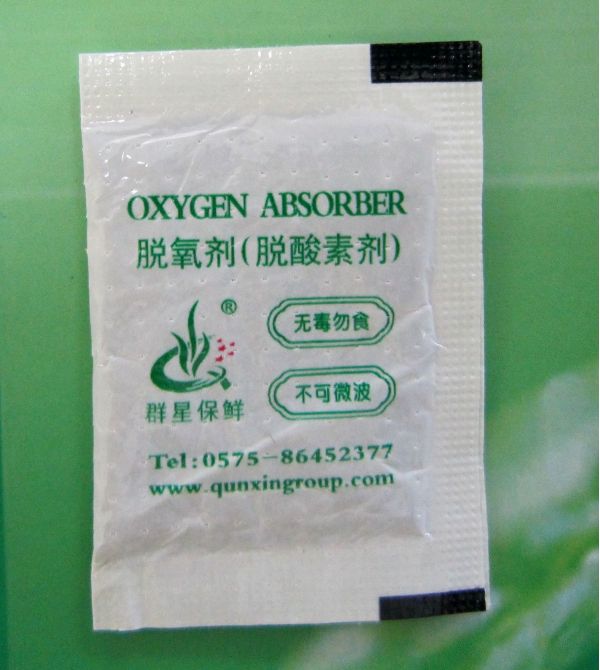 OXYGEN ABSORBER
脱氧剂(脱酸素剂)
®
无毒勿食
不可微波
群星保鲜
Tel:0575-86452377
www.qunxingroup.com